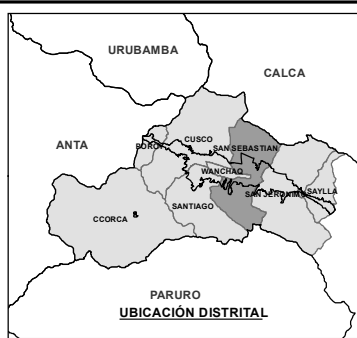 URUBAMBA
CALCA
ANTA
CUSCO
POROY
SAN SEBASTIAN
WANCHAQ
SAYLLA
SAN JERONIMO
SANTIAGO
CCORCA
PARURO
UBICACIÓN DISTRITAL